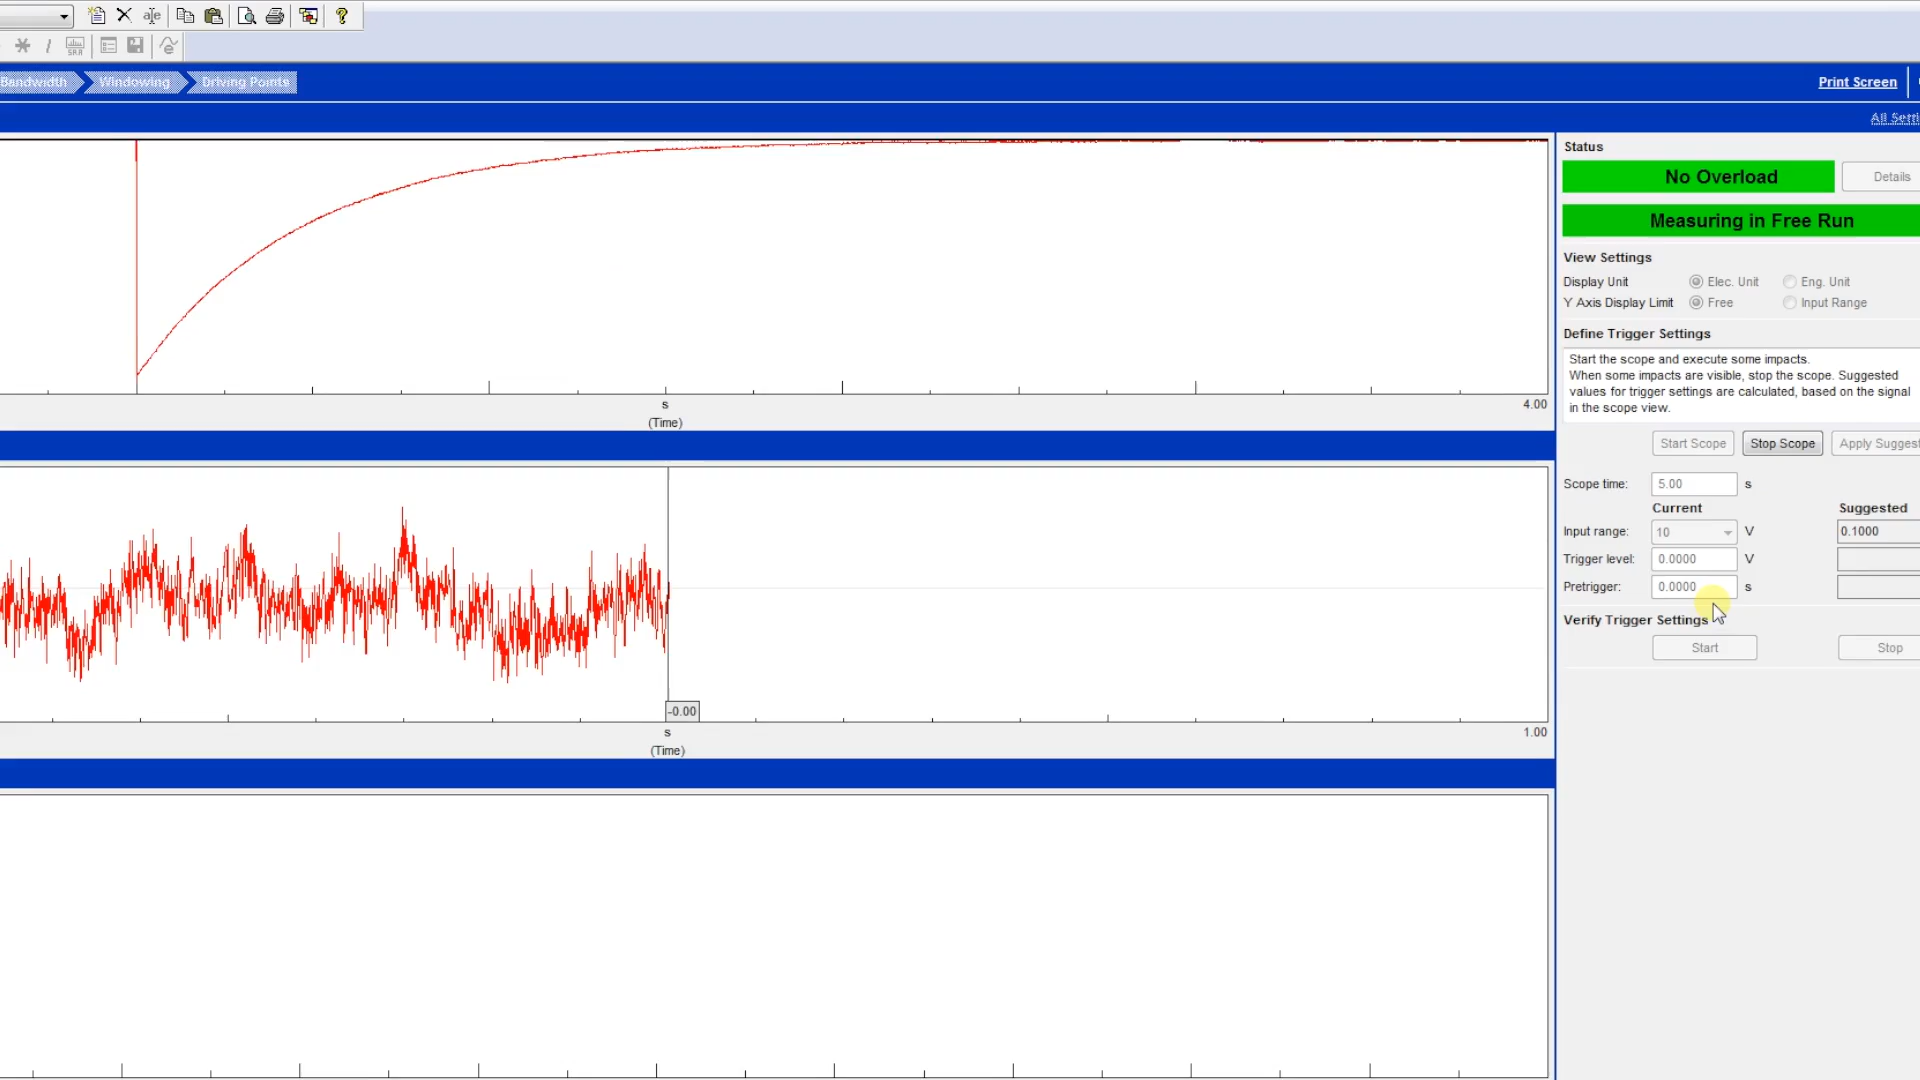 Bandwidth Windowing Driving Points Print Screen
All Setti
Status
No Overload Details
Measuring in Free Run
View Settings
Display Unit Elec. Unit Eng. Unit
Y Axis Display Limit Free Input Range
Define Trigger Settings
Start the scope and execute some impacts.
When some impacts are visible, stop the scope. Suggested
values for trigger settings are calculated, based on the signal
in the scope view.
Start Scope Stop Scope Apply Suggest
Scope time: 5.00 s
Current Suggested
Input range: 10 V 0.1000
Trigger level: 0.0000 V
Pretrigger: 0.0000 s
Verify Trigger Settings
Start Stop
s 4.00
(Time)
-0.00
s 1.00
(Time)